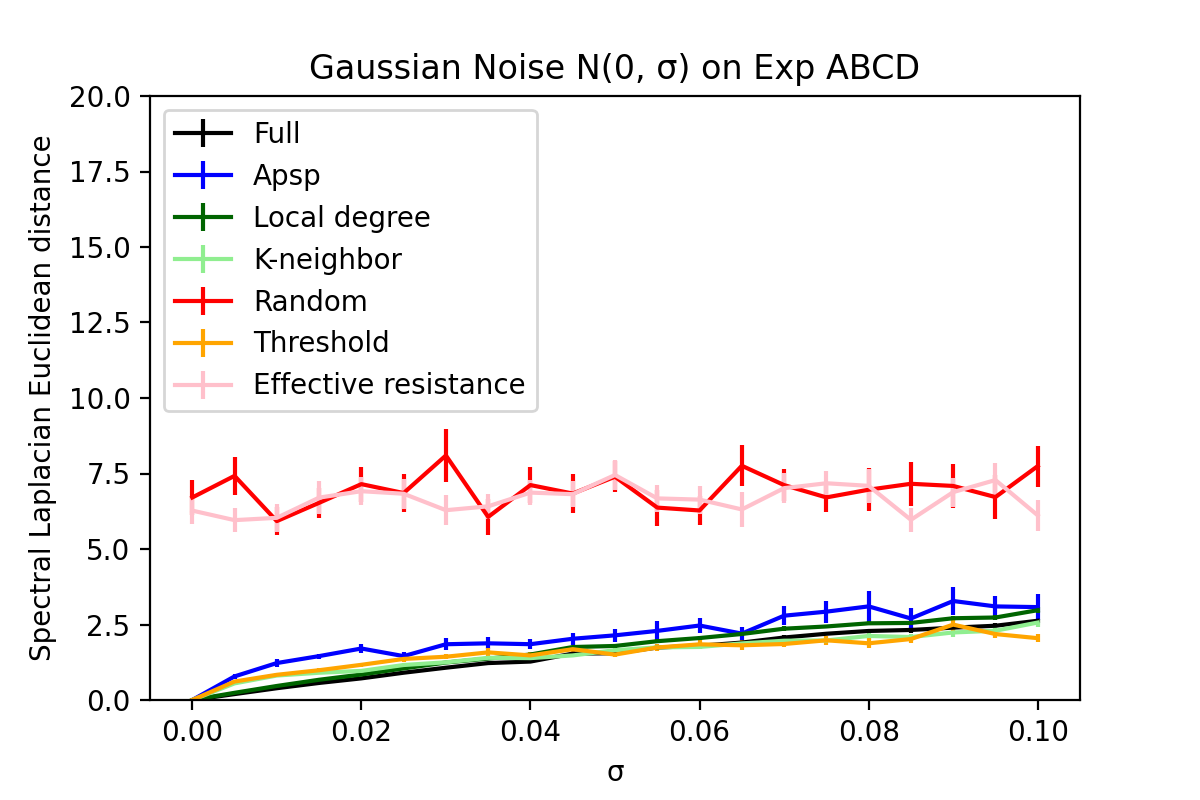 Gaussian Noise N(0, σ) on Exp ABCD
Spectral Laplacian Euclidean distance
20.0
17.5
15.0
12.5
10.0
7.5
5.0
2.5
0.0
Full
Apsp
Local degree
K-neighbor
Random
Threshold
Effective resistance
0.00 0.02 0.04 0.06 0.08 0.10
σ